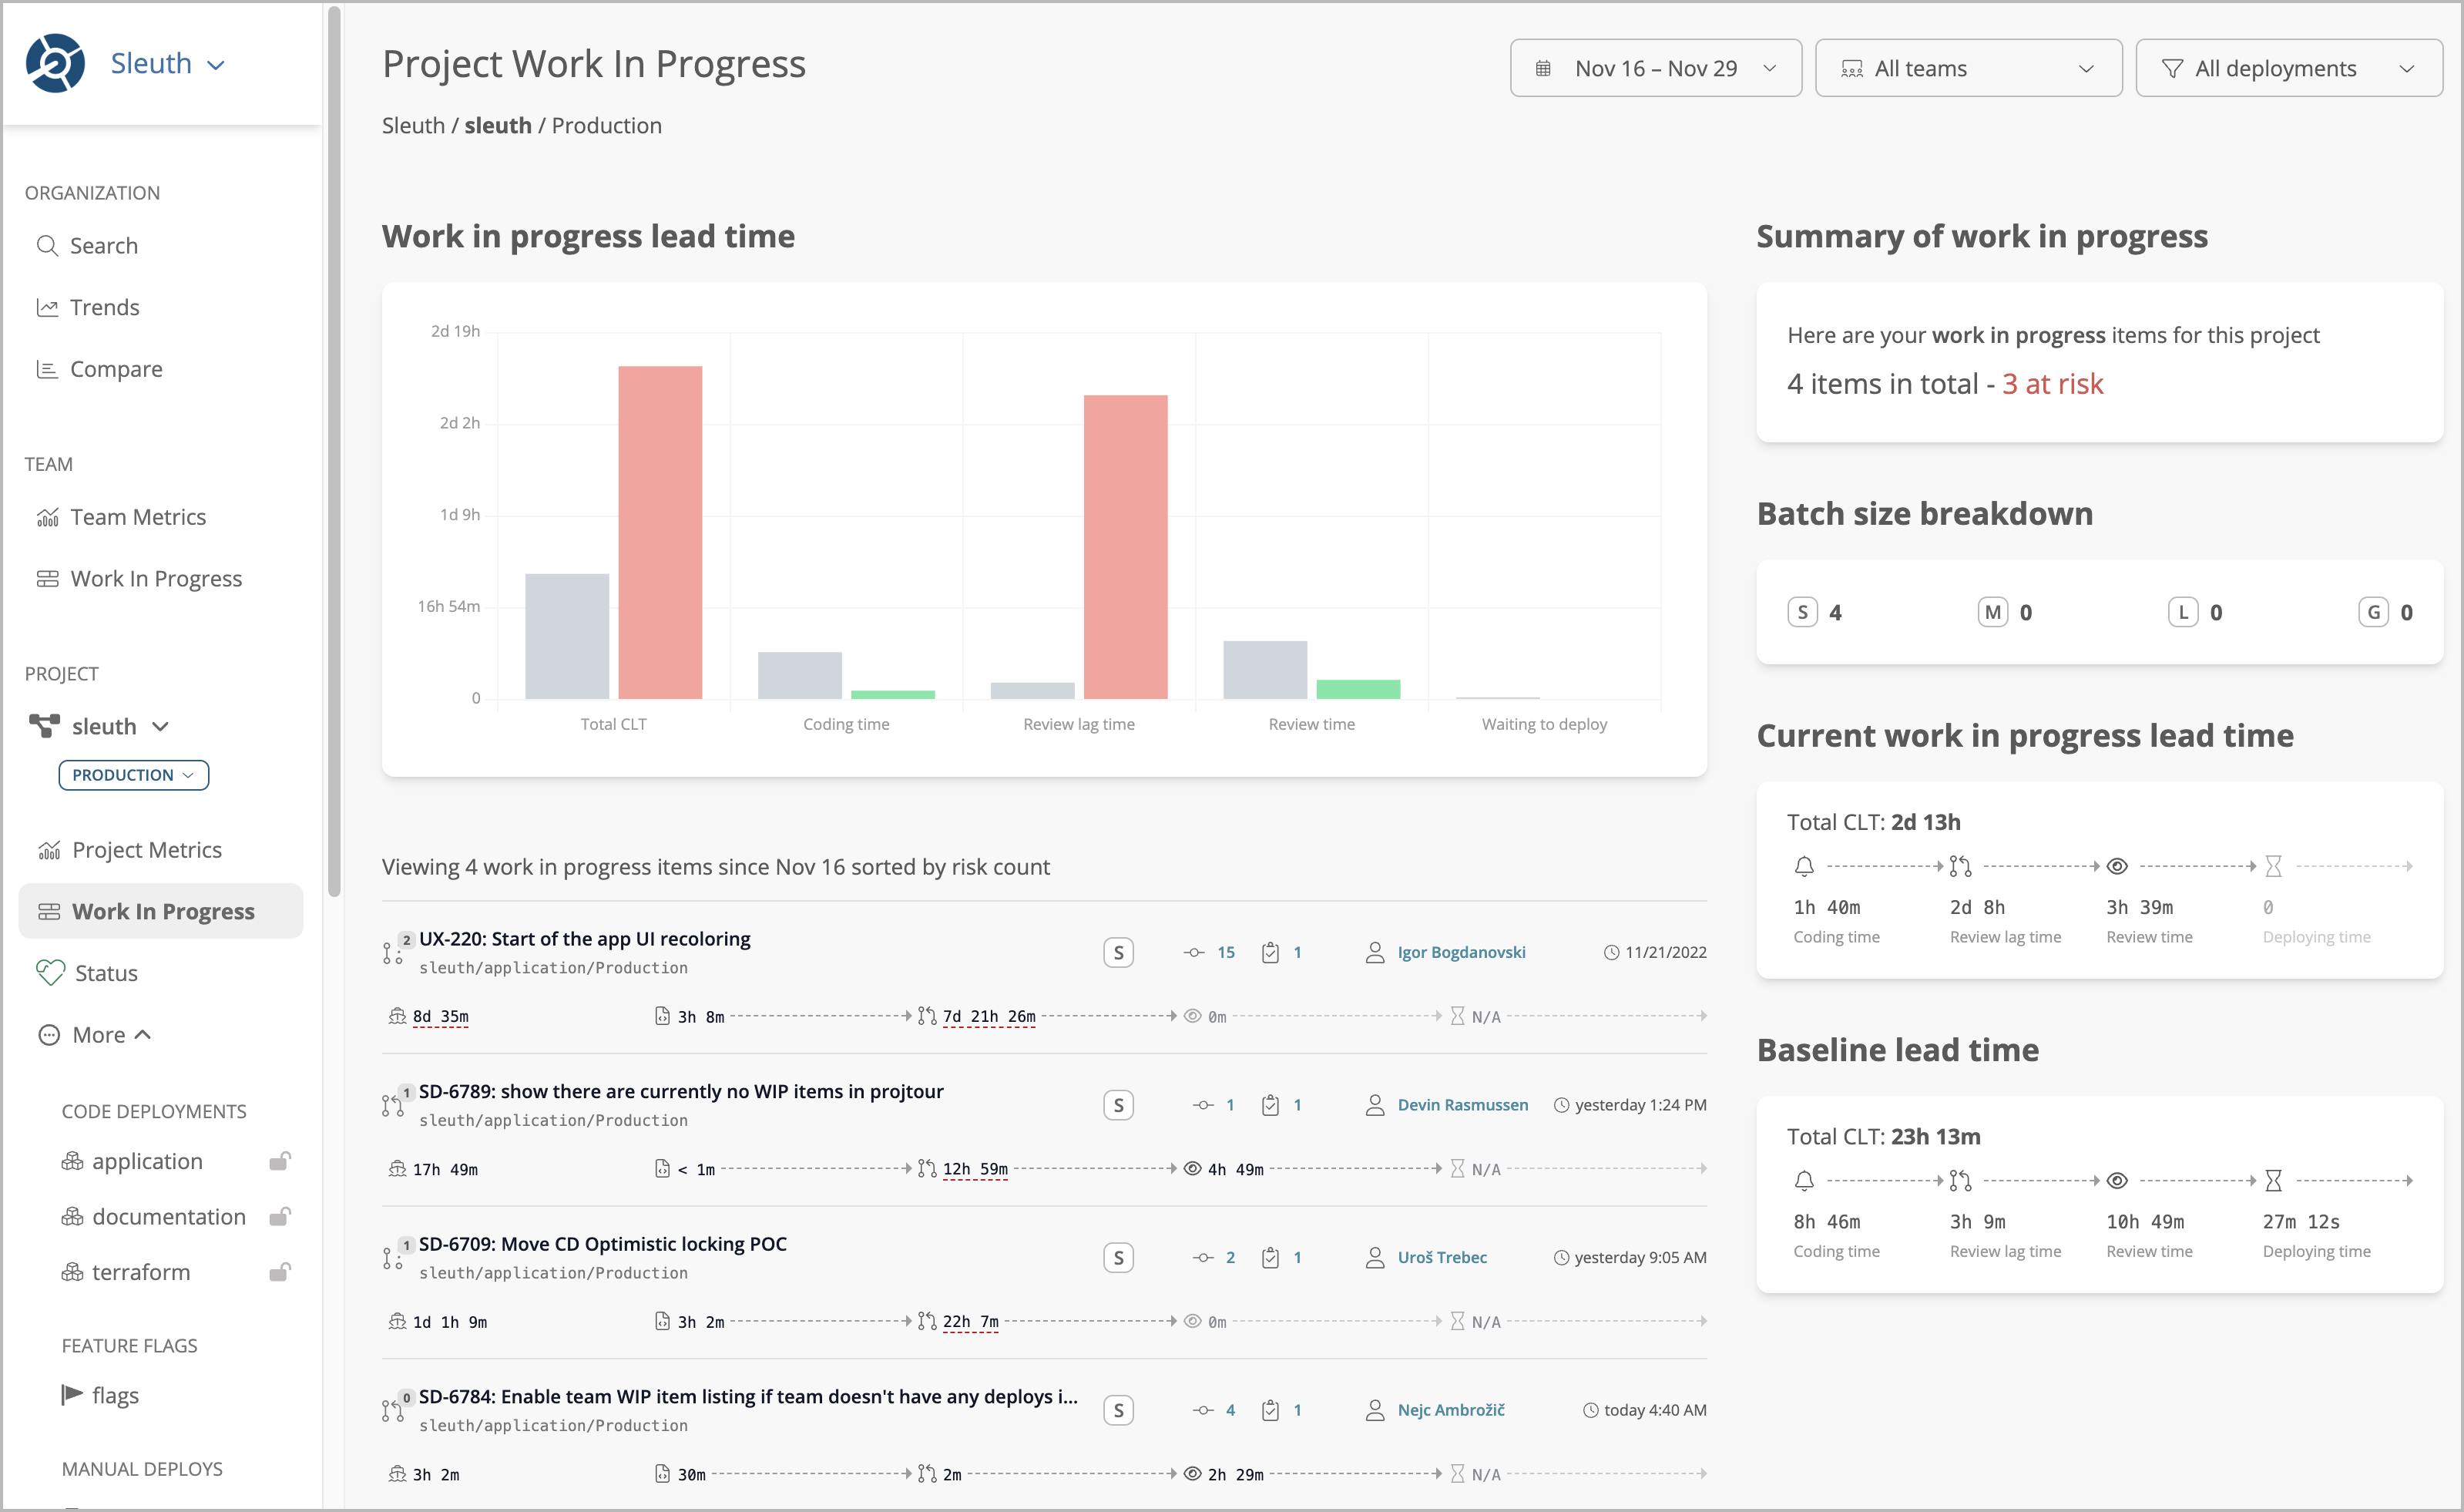 Sleuth
ORGANIZATION
Search
Trends
Compare
TEAM
Team Metrics
Work In Progress
PROJECT
sleuth
PRODUCTION
Project Metrics
Work In Progress
Status
More
CODE DEPLOYMENTS
application
documentation
terraform
FEATURE FLAGS
flags
MANUAL DEPLOYS
Project Work In Progress
Nov 16 – Nov 29
All teams
All deployments
Sleuth / sleuth / Production
Work in progress lead time
2d 19h
2d 2h
1d 9h
16h 54m
0
Total CLT
Coding time
Review lag time
Review time
Waiting to deploy
Viewing 4 work in progress items since Nov 16 sorted by risk count
2 UX-220: Start of the app UI recoloring
sleuth/application/Production
S 15 1 Igor Bogdanovski 11/21/2022
8d 35m 3h 8m 7d 21h 26m 0m N/A
1 SD-6789: show there are currently no WIP items in projtour
sleuth/application/Production
S 1 1 Devin Rasmussen yesterday 1:24 PM
17h 49m < 1m 12h 59m 4h 49m N/A
1 SD-6709: Move CD Optimistic locking POC
sleuth/application/Production
S 2 1 Uroš Trebec yesterday 9:05 AM
1d 1h 9m 3h 2m 22h 7m 0m N/A
0 SD-6784: Enable team WIP item listing if team doesn't have any deploys i...
sleuth/application/Production
S 4 1 Nejc Ambrožič today 4:40 AM
3h 2m 30m 2m 2h 29m N/A
Summary of work in progress
Here are your work in progress items for this project
4 items in total - 3 at risk
Batch size breakdown
S 4 M 0 L 0 G 0
Current work in progress lead time
Total CLT: 2d 13h
1h 40m 2d 8h 3h 39m 0
Coding time Review lag time Review time Deploying time
Baseline lead time
Total CLT: 23h 13m
8h 46m 3h 9m 10h 49m 27m 12s
Coding time Review lag time Review time Deploying time